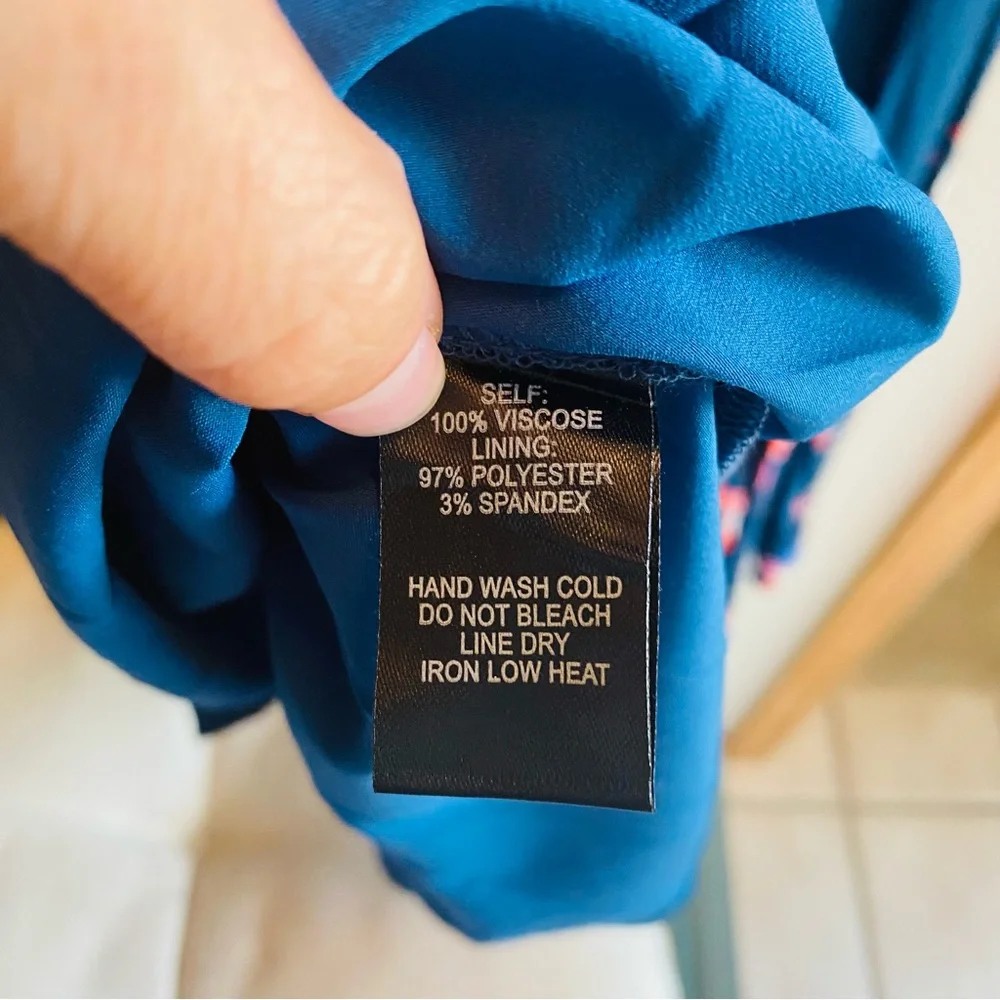 SELF:
100% VISCOSE
LINING:
97% POLYESTER
3% SPANDEX
HAND WASH COLD
DO NOT BLEACH
LINE DRY
IRON LOW HEAT